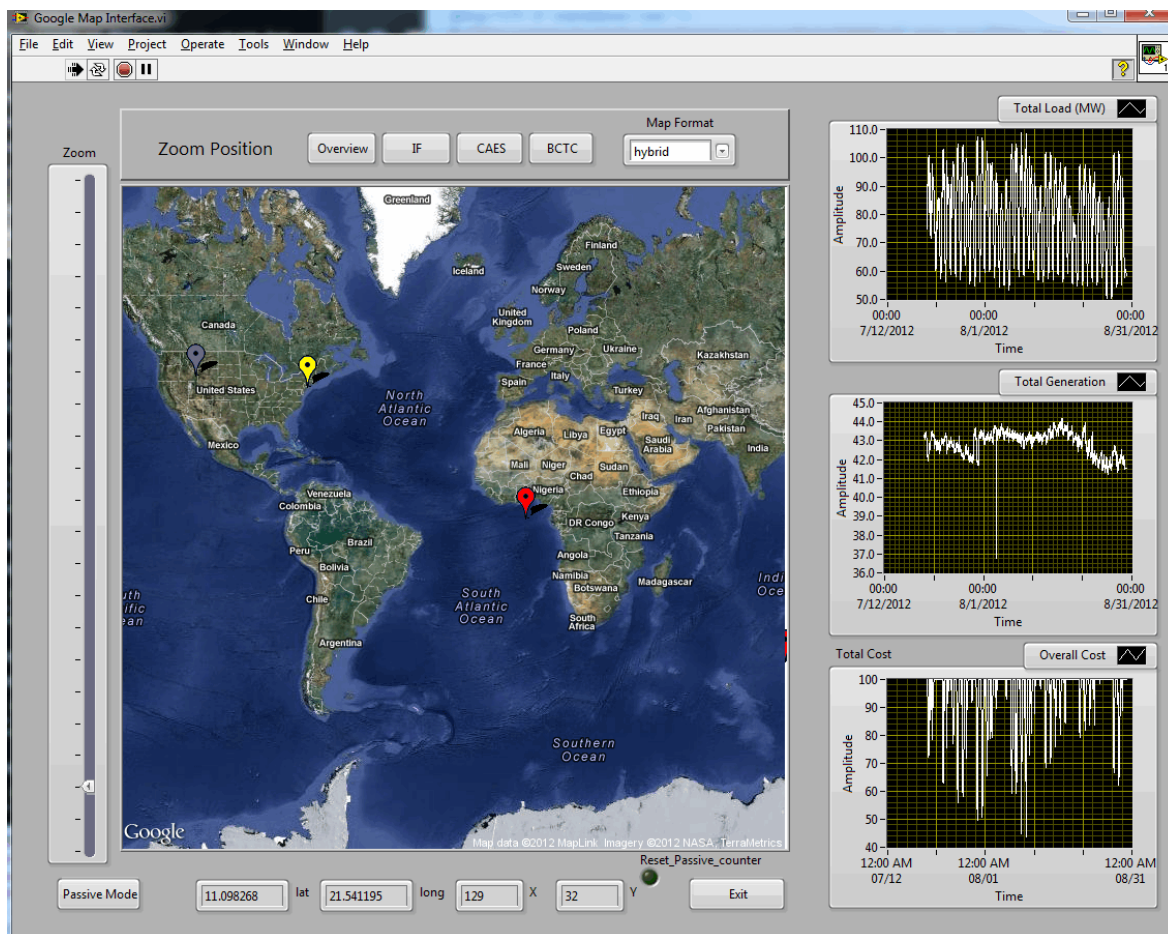 Google Map Interface.vi
File Edit View Project Operate Tools Window Help
?
1
Zoom
Zoom Position
Overview
IF
CAES
BCTC
Map Format
hybrid
Greenland
Iceland
Finland
Sweden
Norway
United
Kingdom
Poland
Canada
Germany
Ukraine
Kazakhstan
France
Italy
United States
Spain
Turkey
North
Atlantic
Ocean
Iraq
Iran
Afghanistan
Pakistan
Algeria
Libya
Egypt
Saudi
Arabia
India
Mexico
Mali
Niger
Chad
Sudan
Venezuela
Nigeria
Ethiopia
Colombia
DR Congo
Kenya
Tanzania
Peru
Brazil
Angola
Bolivia
Namibia
Botswana
Madagascar
Chile
South
Atlantic
Ocean
South
Africa
Argentina
Southern
Ocean
Google
Map data ©2012 MapLink Imagery ©2012 NASA, TerraMetrics
Reset_Passive_counter
Passive Mode
11.098268 lat
21.541195 long
129 X
32 Y
Exit
Total Load (MW)
110.0
100.0
90.0
80.0
70.0
60.0
50.0
Amplitude
00:00 00:00 00:00
7/12/2012 8/1/2012 8/31/2012
Time
Total Generation
45.0
44.0
43.0
42.0
41.0
40.0
39.0
38.0
37.0
36.0
Amplitude
00:00 00:00 00:00
7/12/2012 8/1/2012 8/31/2012
Time
Total Cost
Overall Cost
100
90
80
70
60
50
40
Amplitude
12:00 AM 12:00 AM 12:00 AM
07/12 08/01 08/31
Time